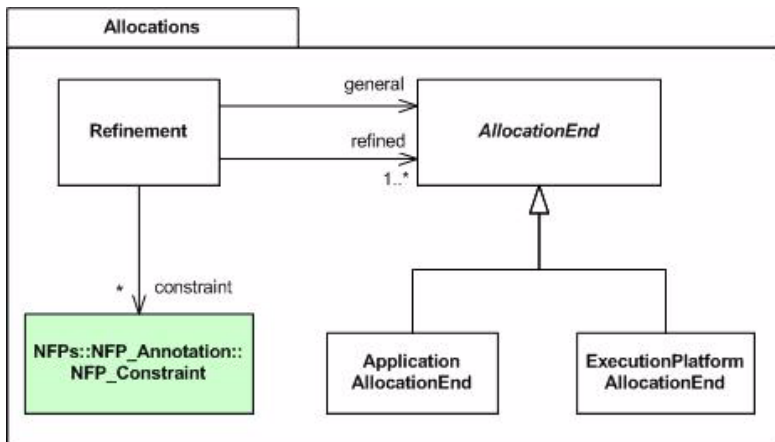 Allocations
general
Refinement
AllocationEnd
refined
1..*
* constraint
NFPs::NFP_Annotation::
NFP_Constraint
Application
AllocationEnd
ExecutionPlatform
AllocationEnd